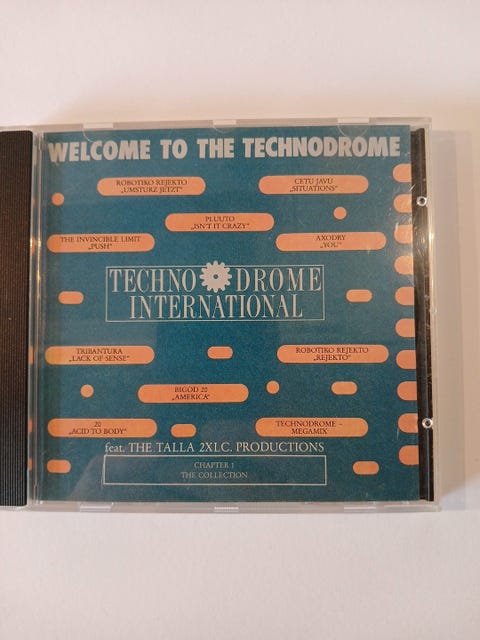 WELCOME TO THE TECHNODROME
ROBOTIKO REJEKTO
„UMSTURZ JETZT"
CETU JAVU
„SITUATIONS"
PLUUTO
„ISN'T IT CRAZY"
THE INVINCIBLE LIMIT
„PUSH"
AXODRY
„YOU"
TECHNO DROME
INTERNATIONAL
TRIBANTURA
„LACK OF SENSE"
ROBOTIKO REJEKTO
„REJEKTO"
BIGOD 20
„AMERICA"
20
„ACID TO BODY"
TECHNODROME –
MEGAMIX
feat. THE TALLA 2XLC. PRODUCTIONS
CHAPTER 1
THE COLLECTION